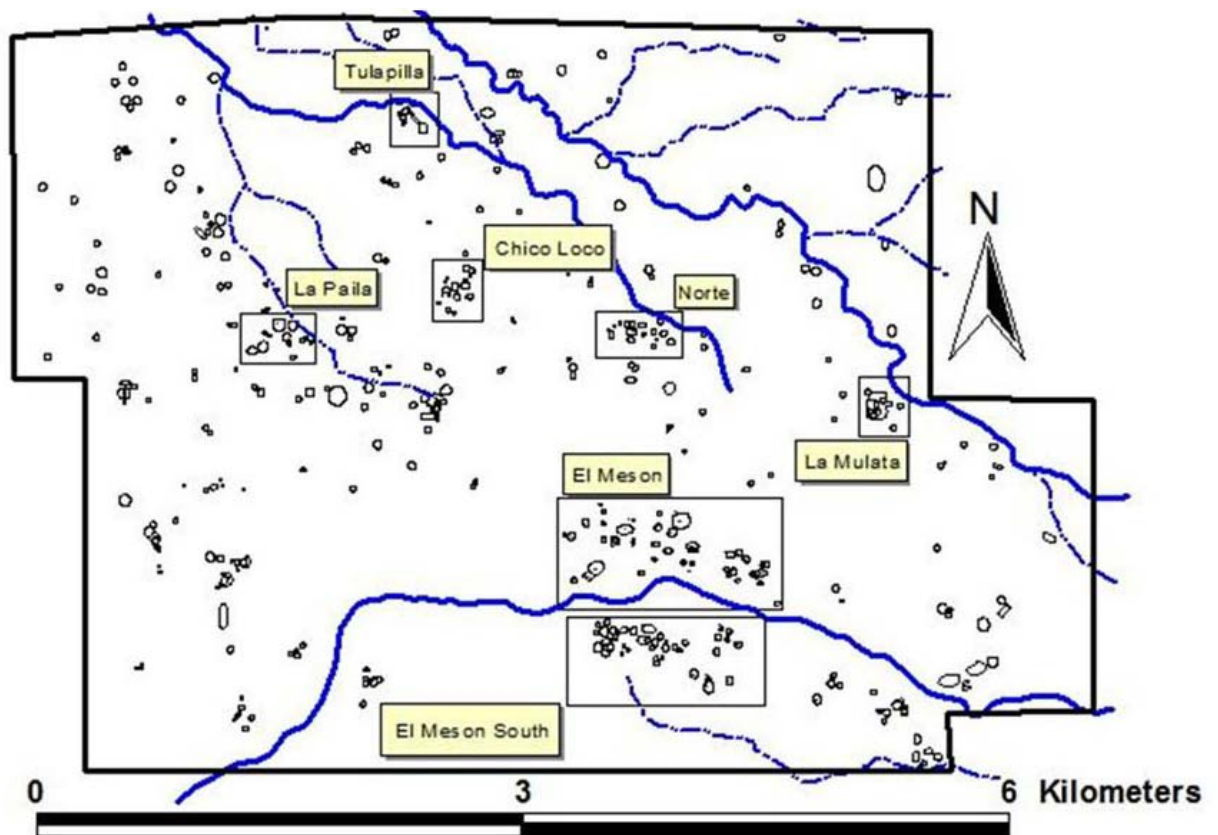 Tulapilla
N
Chico Loco
La Paila
Norte
La Mulata
El Meson
El Meson South
0 3 6 Kilometers